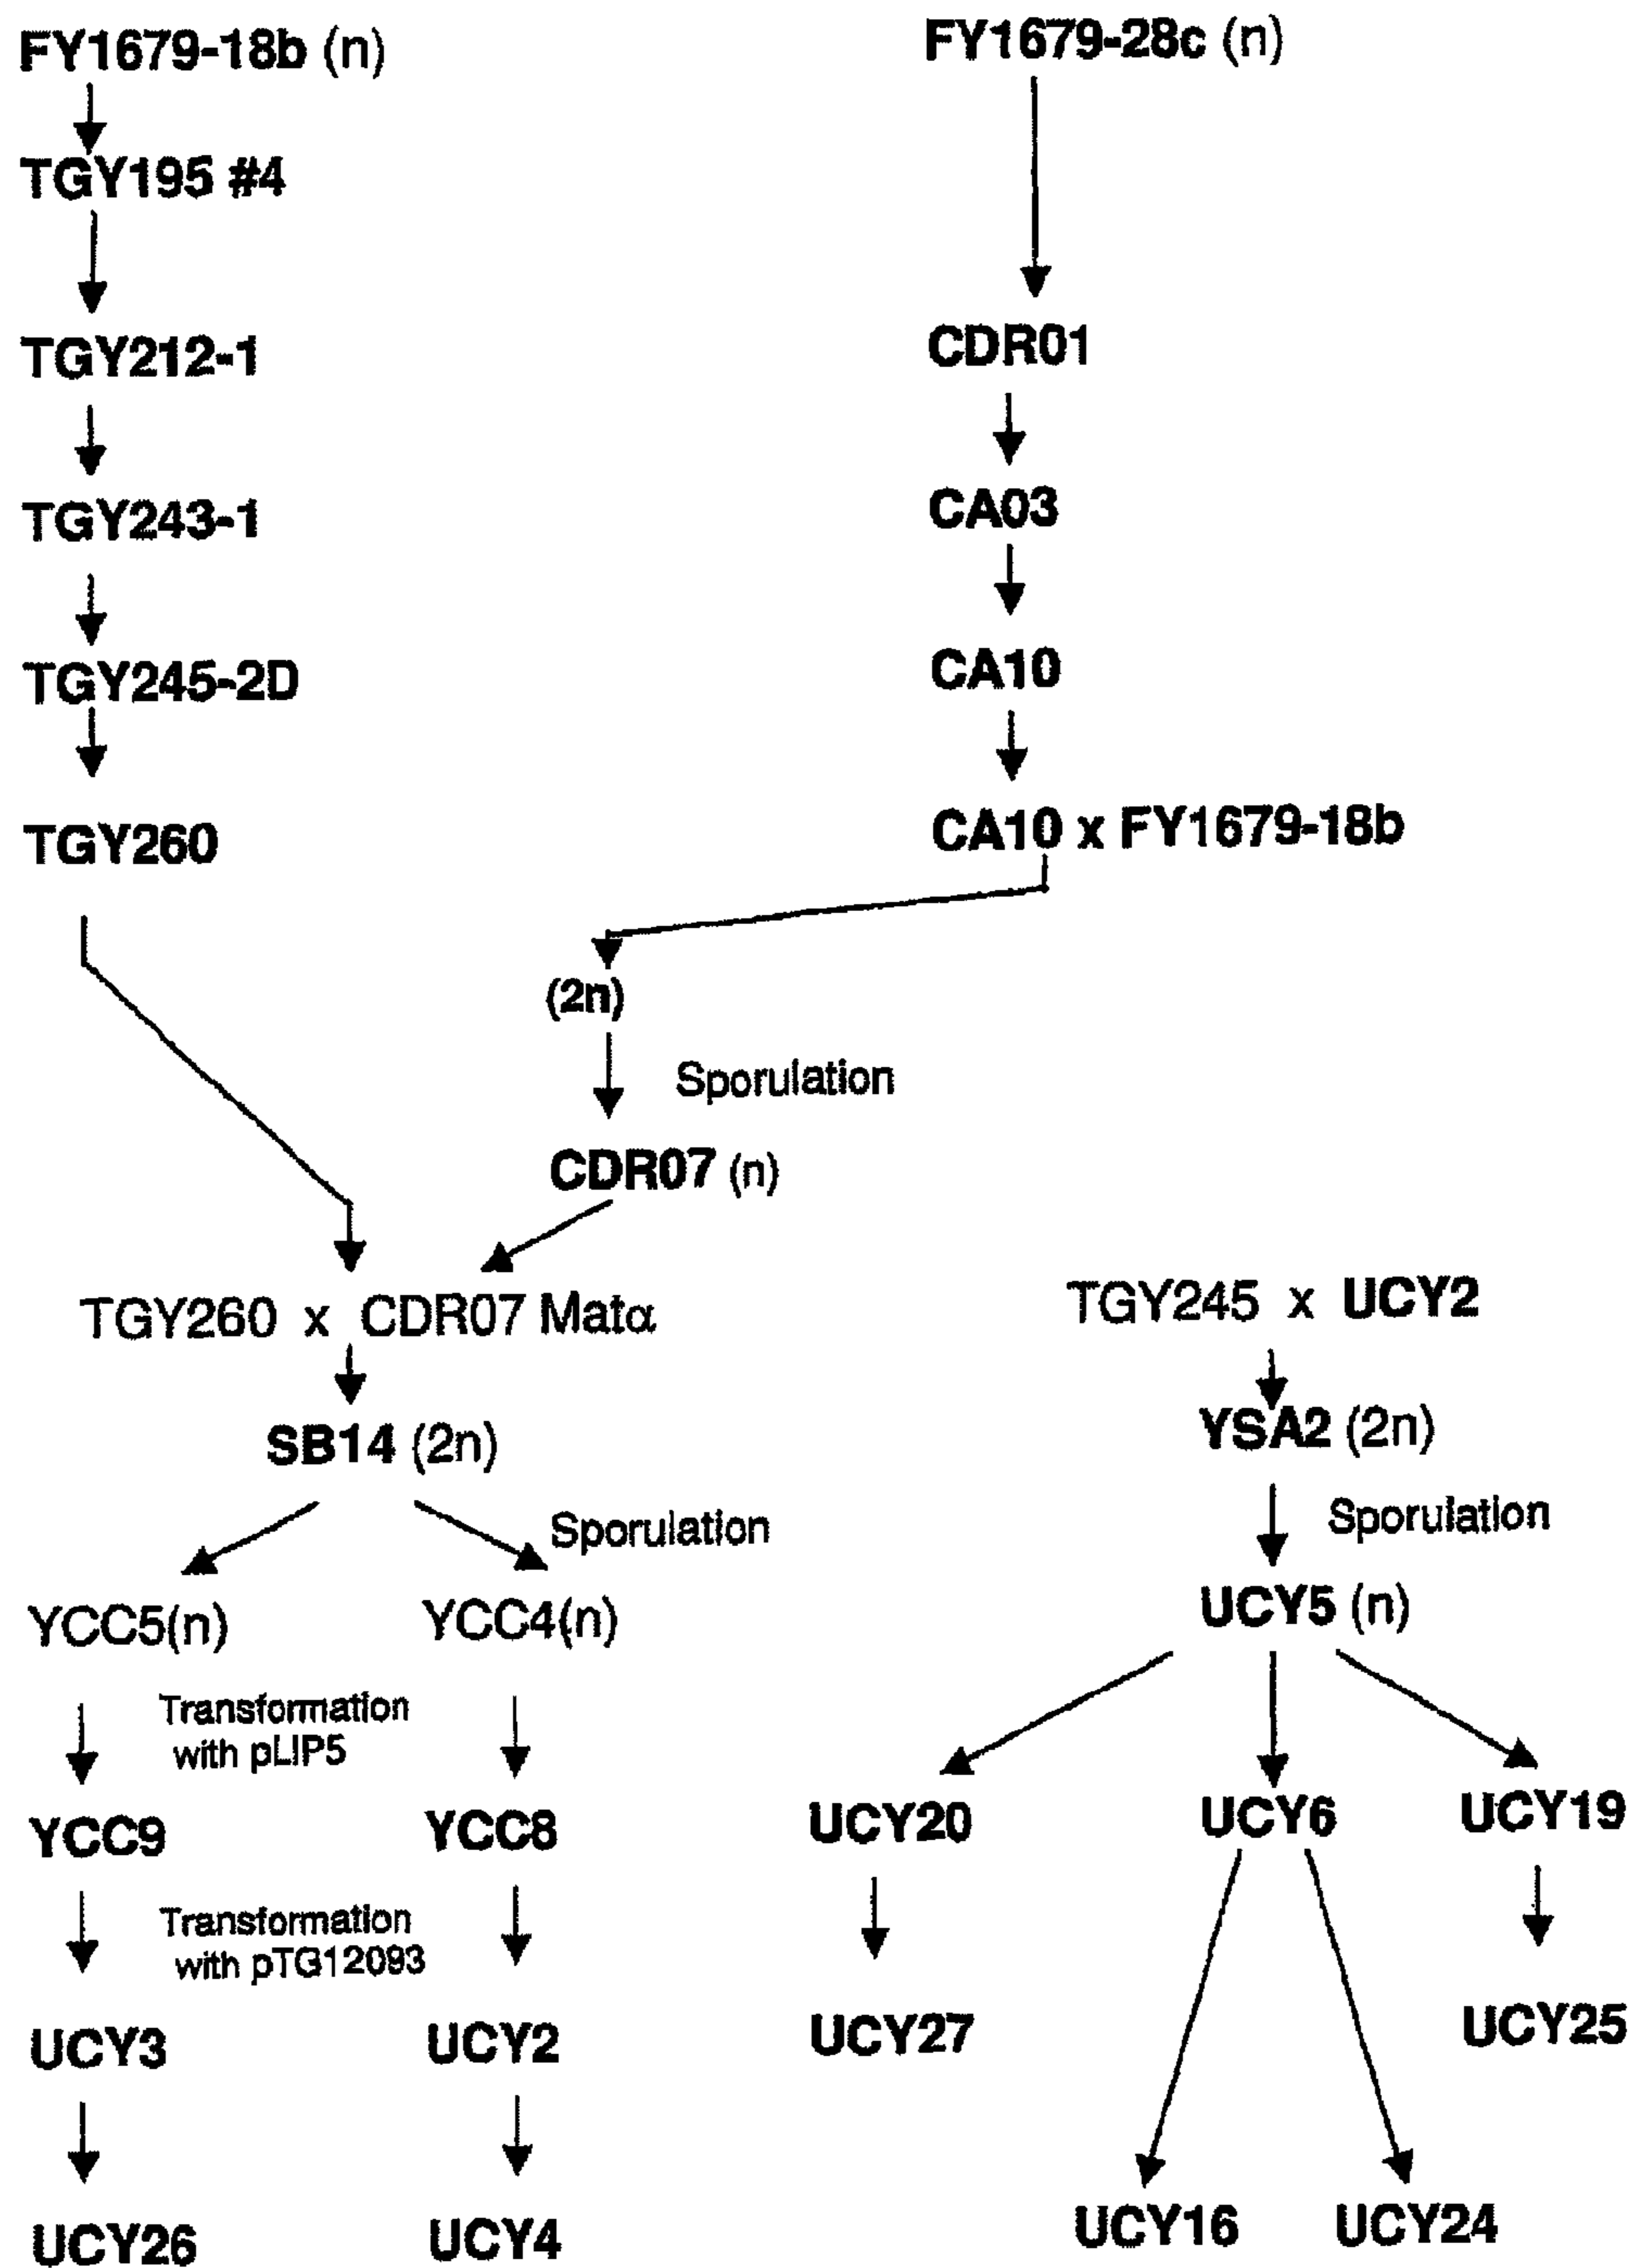 FY1679-18b (n)
FY1679-28c (n)
TGY195 #4
TGY212-1
CDR01
TGY243-1
CA03
TGY245-2D
CA10
TGY260
CA10 x FY1679-18b
(2n)
Sporulation
CDR07 (n)
TGY260 x CDR07 Matα
TGY245 x UCY2
SB14 (2n)
YSA2 (2n)
Sporulation
Sporulation
YCC5(n)
YCC4(n)
UCY5 (n)
Transformation
with pLIP5
YCC9
YCC8
UCY20
UCY6
UCY19
Transformation
with pTG12093
UCY3
UCY2
UCY27
UCY25
UCY26
UCY4
UCY16
UCY24